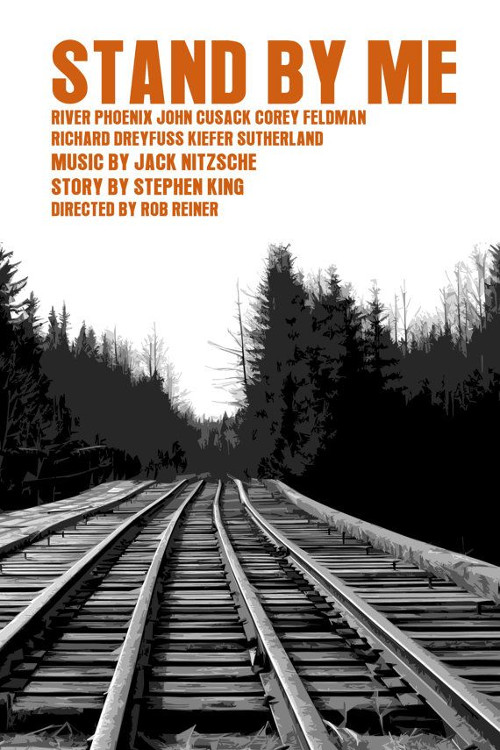 STAND BY ME
RIVER PHOENIX JOHN CUSACK COREY FELDMAN
RICHARD DREYFUSS KIEFER SUTHERLAND
MUSIC BY JACK NITZSCHE
STORY BY STEPHEN KING
DIRECTED BY ROB REINER